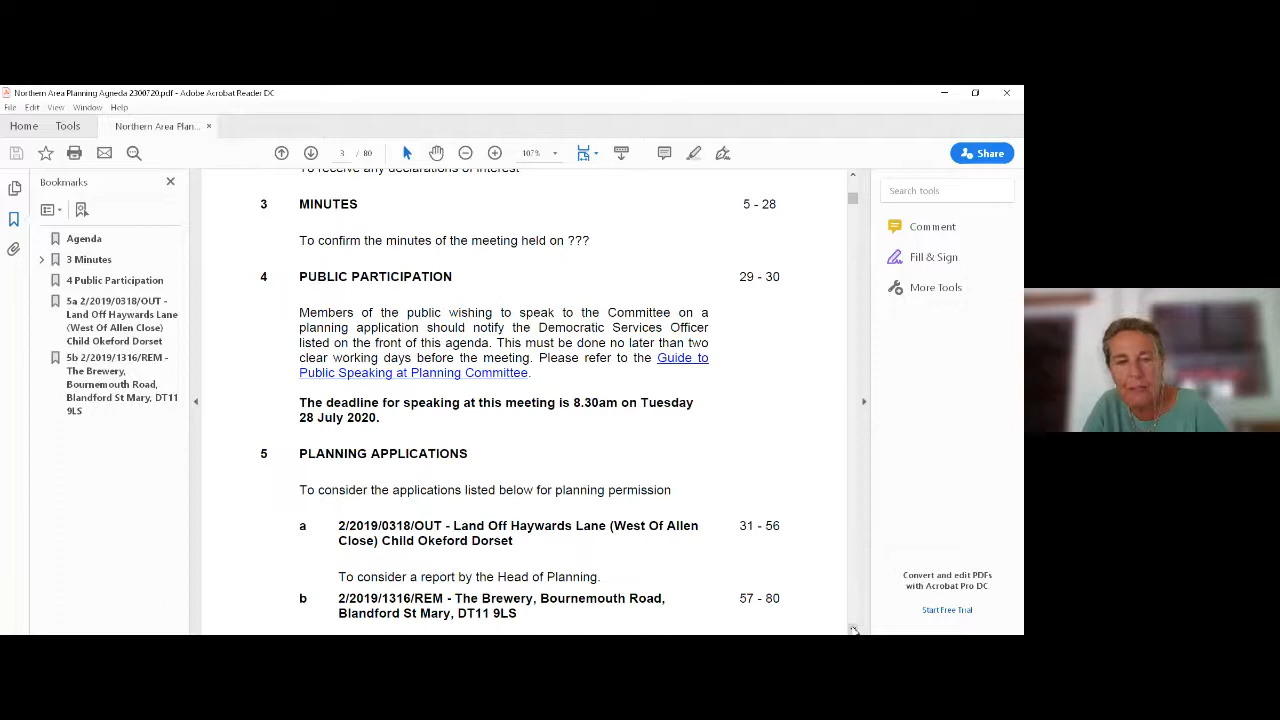 Northern Area Planning Agneda 2300720.pdf - Adobe Acrobat Reader DC
File Edit View Window Help
Home Tools Northern Area Plan... ×
3 / 80 107% Share
Bookmarks
Agenda
3 Minutes
4 Public Participation
5a 2/2019/0318/OUT -
Land Off Haywards Lane
(West Of Allen Close)
Child Okeford Dorset
5b 2/2019/1316/REM -
The Brewery,
Bournemouth Road,
Blandford St Mary, DT11
9LS
To receive any declarations of interest
3 MINUTES 5 - 28
To confirm the minutes of the meeting held on ???
4 PUBLIC PARTICIPATION 29 - 30
Members of the public wishing to speak to the Committee on a
planning application should notify the Democratic Services Officer
listed on the front of this agenda. This must be done no later than two
clear working days before the meeting. Please refer to the Guide to
Public Speaking at Planning Committee.
The deadline for speaking at this meeting is 8.30am on Tuesday
28 July 2020.
5 PLANNING APPLICATIONS
To consider the applications listed below for planning permission
a 2/2019/0318/OUT - Land Off Haywards Lane (West Of Allen 31 - 56
Close) Child Okeford Dorset
To consider a report by the Head of Planning.
b 2/2019/1316/REM - The Brewery, Bournemouth Road, 57 - 80
Blandford St Mary, DT11 9LS
Search tools
Comment
Fill & Sign
More Tools
Convert and edit PDFs
with Acrobat Pro DC
Start Free Trial